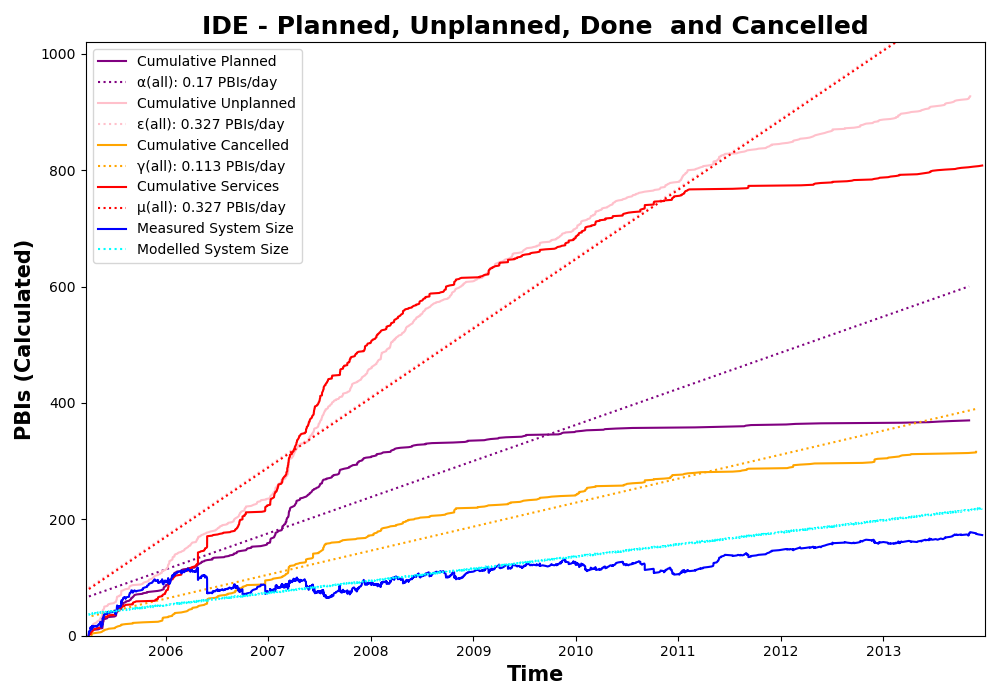 IDE - Planned, Unplanned, Done  and Cancelled
1000
800
600
400
200
0
PBIs (Calculated)
Cumulative Planned
α(all): 0.17 PBIs/day
Cumulative Unplanned
ε(all): 0.327 PBIs/day
Cumulative Cancelled
γ(all): 0.113 PBIs/day
Cumulative Services
μ(all): 0.327 PBIs/day
Measured System Size
Modelled System Size
2006 2007 2008 2009 2010 2011 2012 2013
Time